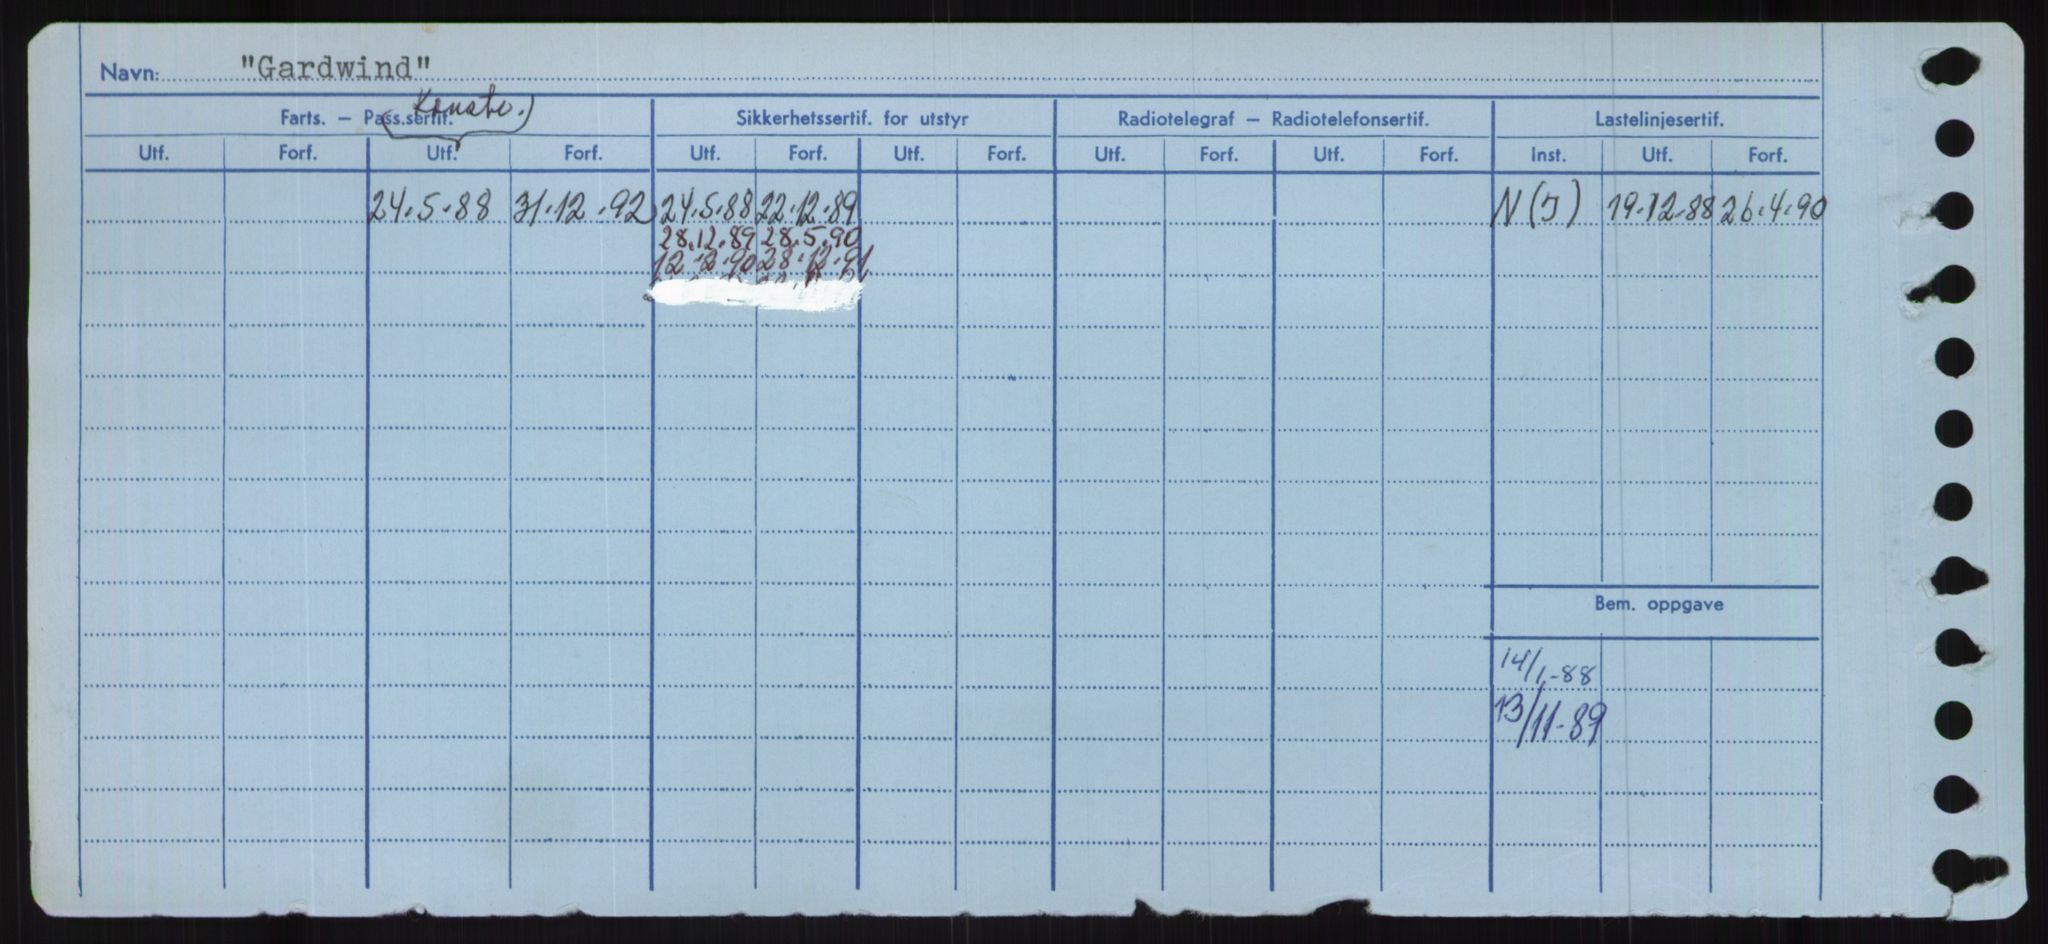 Navn: "Gardwind"
Farts. – Pass.sertif. Sikkerhetssertif. for utstyr Radiotelegraf – Radiotelefonsertif. Lastelinjesertif.
Utf. Forf. Utf. Forf. Utf. Forf. Utf. Forf. Utf. Forf. Utf. Forf. Inst. Utf. Forf.
24.5.88 31.12.92 24.5.88 22.12.89 N (J) 19.12.88 26.4.90
28.12.89 28.5.90
12.2.90 28.12.91
Bem. oppgave
14/1-88
13/11-89